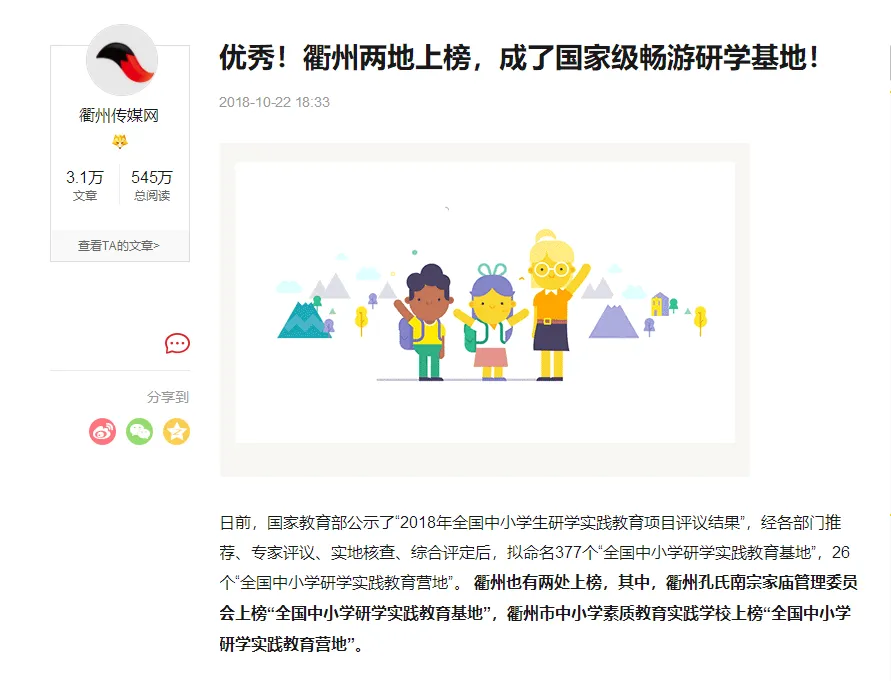 衢州传媒网
3.1万
文章
545万
总阅读
查看TA的文章>
分享到
优秀！衢州两地上榜，成了国家级畅游研学基地！
2018-10-22 18:33
日前，国家教育部公示了“2018年全国中小学生研学实践教育项目评议结果”，经各部门推
荐、专家评议、实地核查、综合评定后，拟命名377个“全国中小学研学实践教育基地”，26
个“全国中小学研学实践教育营地”。衢州也有两处上榜，其中，衢州孔氏南宗家庙管理委员
会上榜“全国中小学研学实践教育基地”，衢州市中小学素质教育实践学校上榜“全国中小学
研学实践教育营地”。